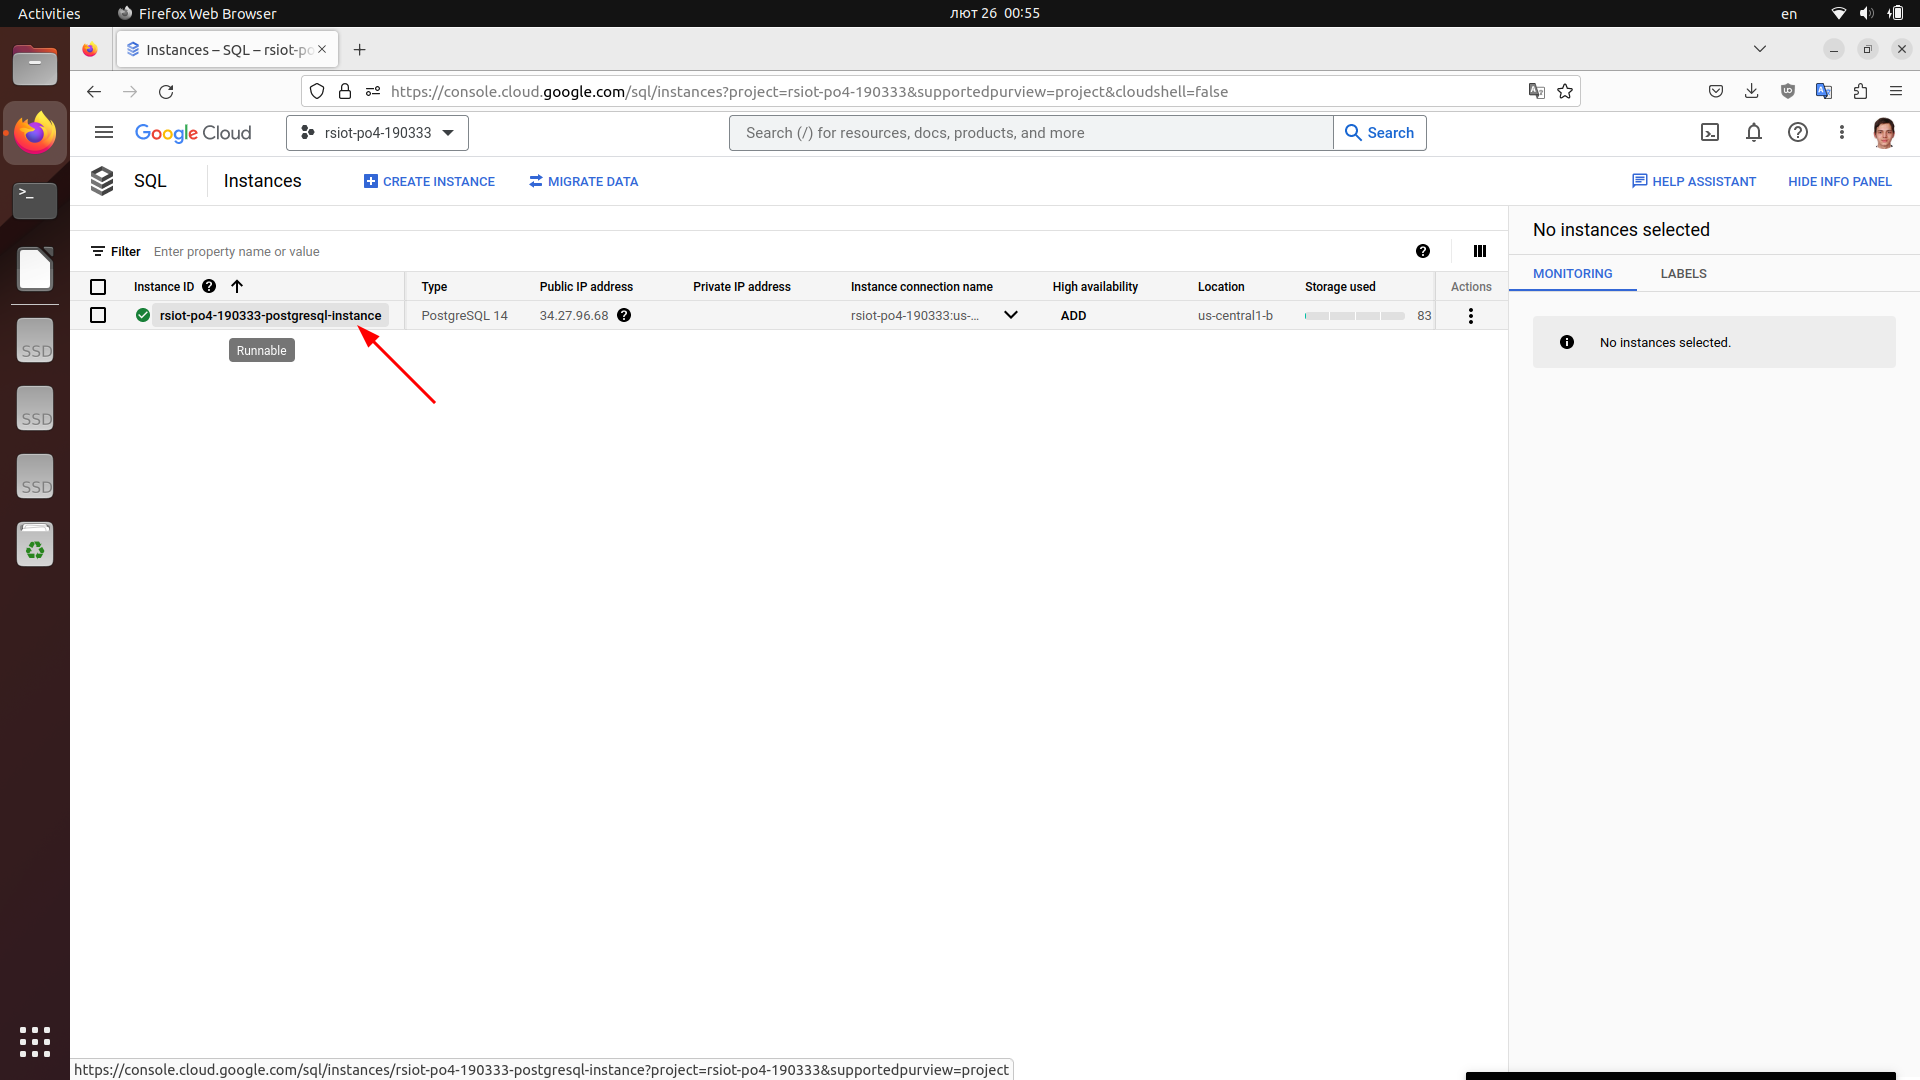 Activities
Firefox Web Browser
лют 26 00:55
en
Instances – SQL – rsiot-po
https://console.cloud.google.com/sql/instances?project=rsiot-po4-190333&supportedpurview=project&cloudshell=false
Google Cloud
rsiot-po4-190333
Search (/) for resources, docs, products, and more
Search
SQL
Instances
CREATE INSTANCE
MIGRATE DATA
HELP ASSISTANT
HIDE INFO PANEL
Filter
Enter property name or value
Instance ID
Type
Public IP address
Private IP address
Instance connection name
High availability
Location
Storage used
Actions
rsiot-po4-190333-postgresql-instance
PostgreSQL 14
34.27.96.68
rsiot-po4-190333:us-...
ADD
us-central1-b
83
Runnable
No instances selected
MONITORING
LABELS
No instances selected.
>_
SSD
SSD
SSD
https://console.cloud.google.com/sql/instances/rsiot-po4-190333-postgresql-instance?project=rsiot-po4-190333&supportedpurview=project